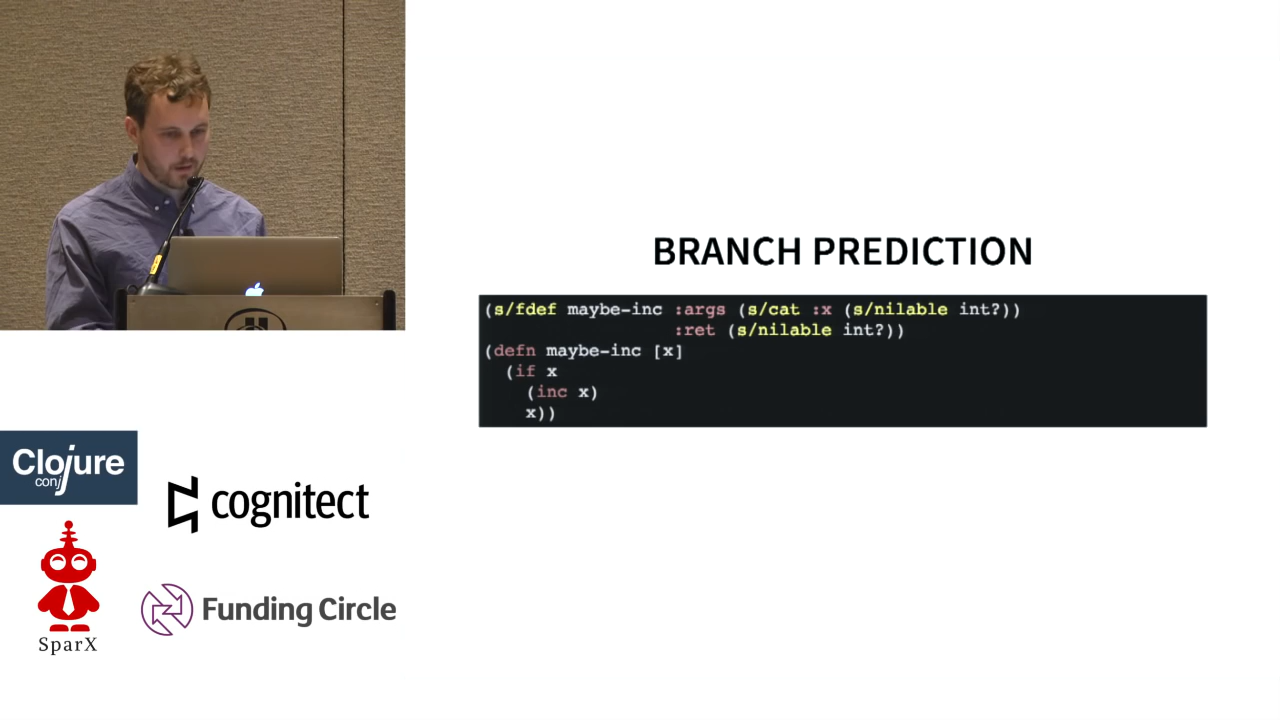 BRANCH PREDICTION
(s/fdef maybe-inc :args (s/cat :x (s/nilable int?))
:ret (s/nilable int?))
(defn maybe-inc [x]
(if x
(inc x)
x))
Clojure
conj
cognitect
SparX
Funding Circle